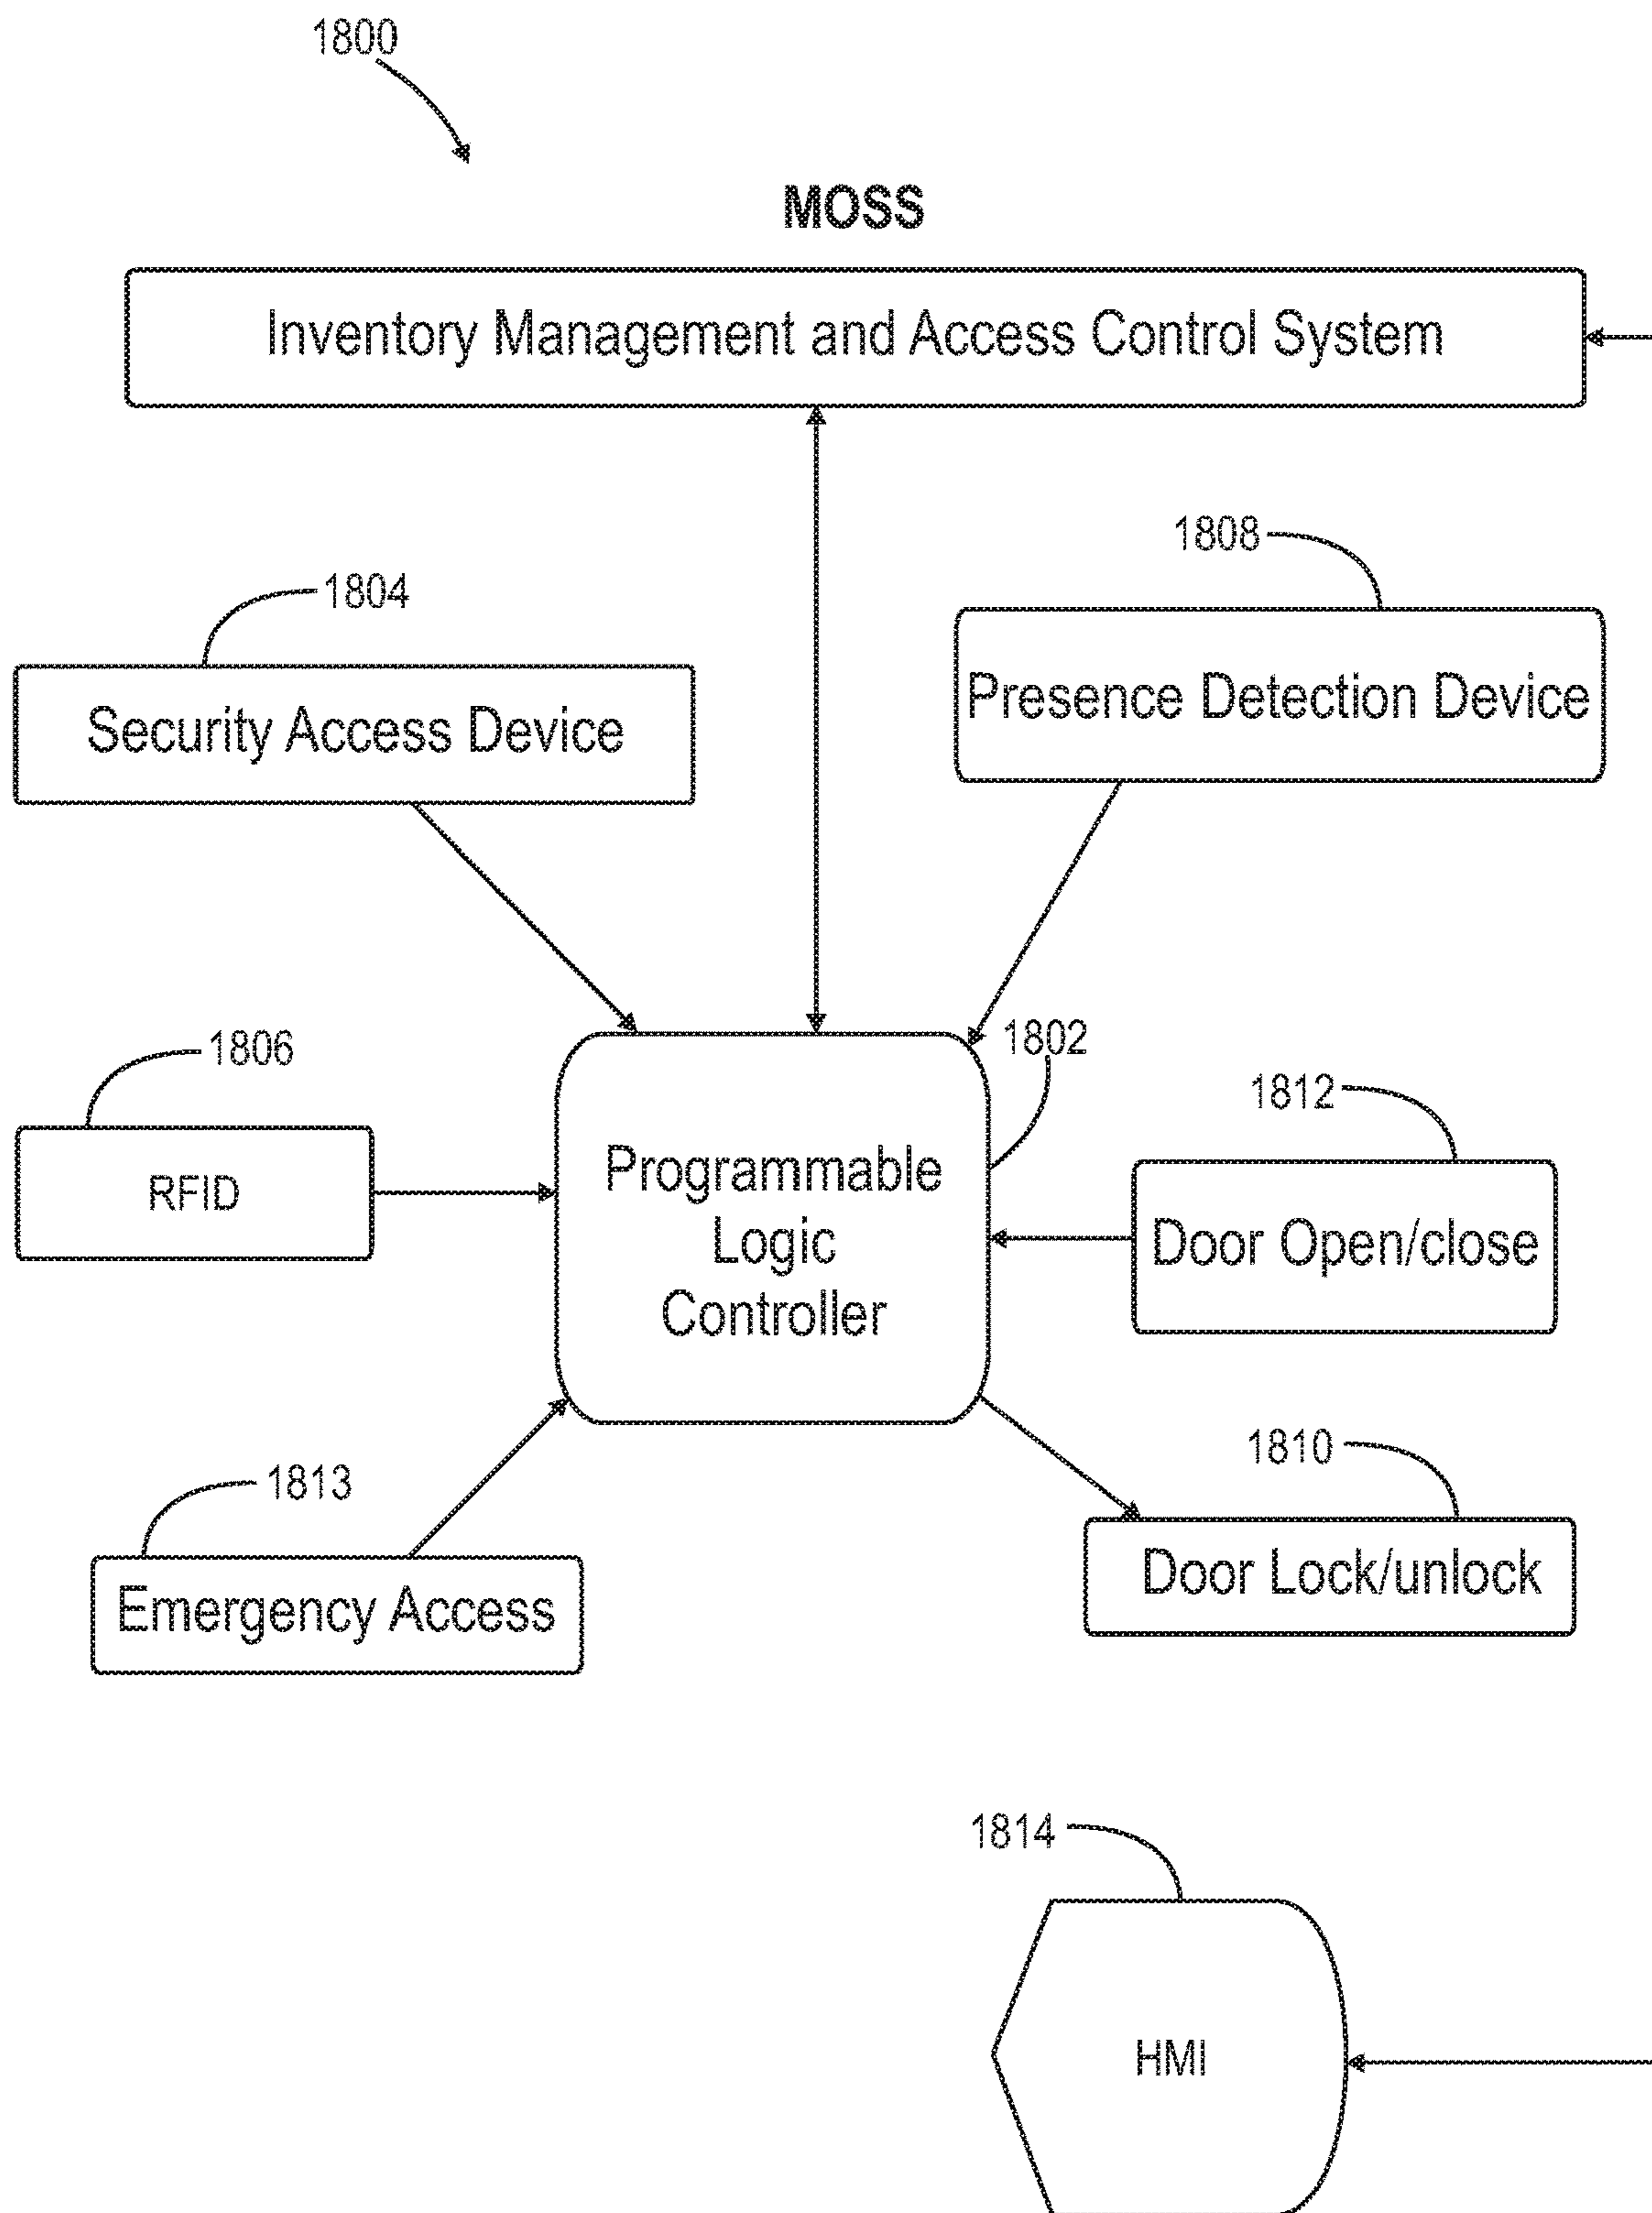 1800
MOSS
Inventory Management and Access Control System
1808
1804
Presence Detection Device
Security Access Device
1802
1806
1812
RFID
Programmable
Logic
Controller
Door Open/close
1810
1813
Door Lock/unlock
Emergency Access
1814
HMI